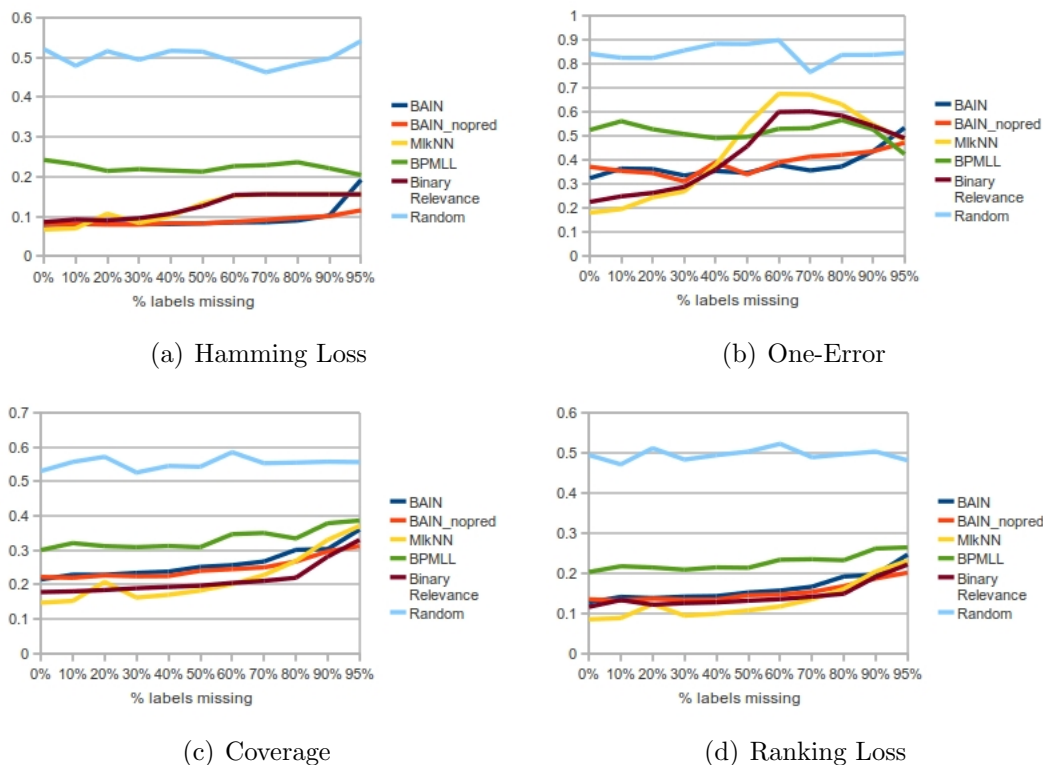 0.6
0.5
0.4
0.3
0.2
0.1
0
0% 10% 20% 30% 40% 50% 60% 70% 80% 90% 95%
% labels missing
BAIN
BAIN_nopred
MlkNN
BPMLL
Binary
Relevance
Random
(a) Hamming Loss
1
0.9
0.8
0.7
0.6
0.5
0.4
0.3
0.2
0.1
0
0% 10% 20% 30% 40% 50% 60% 70% 80% 90% 95%
% labels missing
BAIN
BAIN_nopred
MlkNN
BPMLL
Binary
Relevance
Random
(b) One-Error
0.7
0.6
0.5
0.4
0.3
0.2
0.1
0
0% 10% 20% 30% 40% 50% 60% 70% 80% 90% 95%
% labels missing
BAIN
BAIN_nopred
MlkNN
BPMLL
Binary
Relevance
Random
(c) Coverage
0.6
0.5
0.4
0.3
0.2
0.1
0
0% 10% 20% 30% 40% 50% 60% 70% 80% 90% 95%
% labels missing
BAIN
BAIN_nopred
MlkNN
BPMLL
Binary
Relevance
Random
(d) Ranking Loss